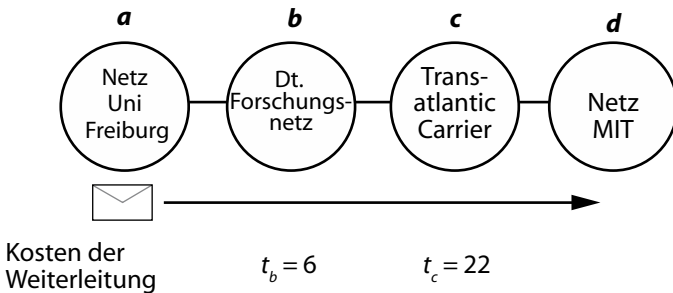 a b c d
Netz
Uni
Freiburg
Dt.
Forschungs-
netz
Trans-
atlantic
Carrier
Netz
MIT
Kosten der
Weiterleitung
t_b = 6
t_c = 22